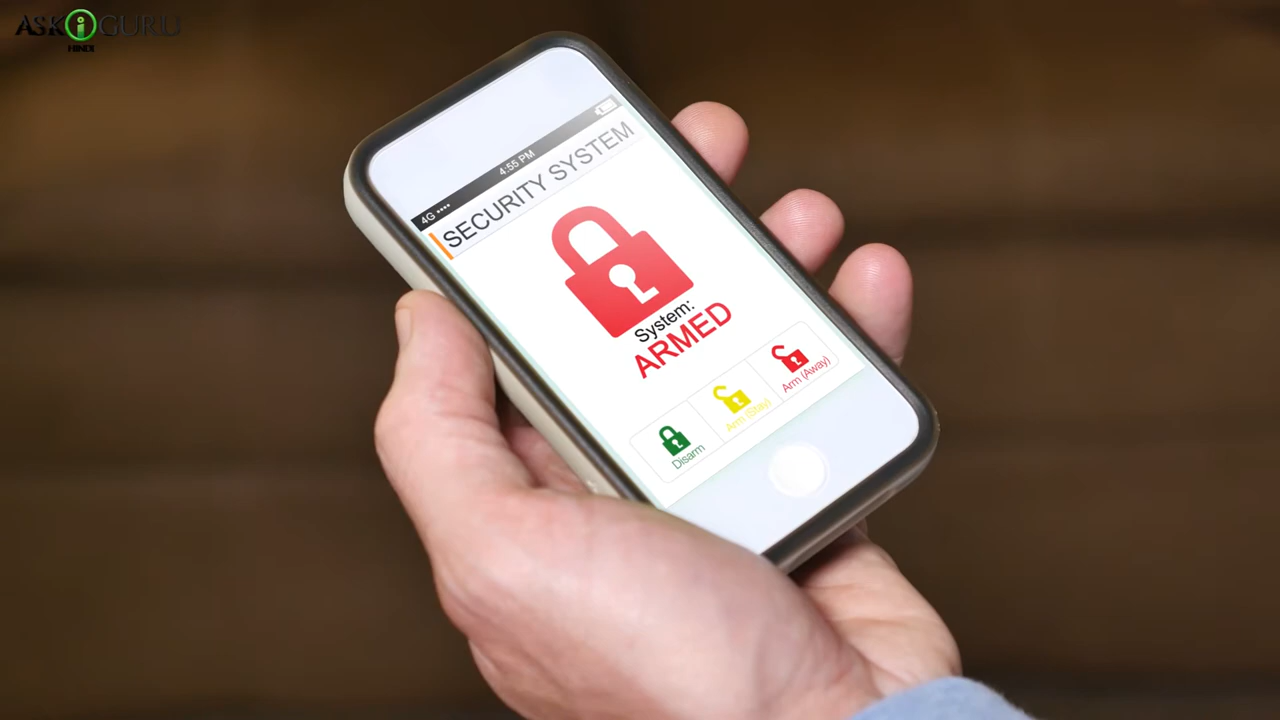 ASK i GURU
HINDI
4G 4:55 PM
SECURITY SYSTEM
System:
ARMED
Disarm
Arm (Stay)
Arm (Away)